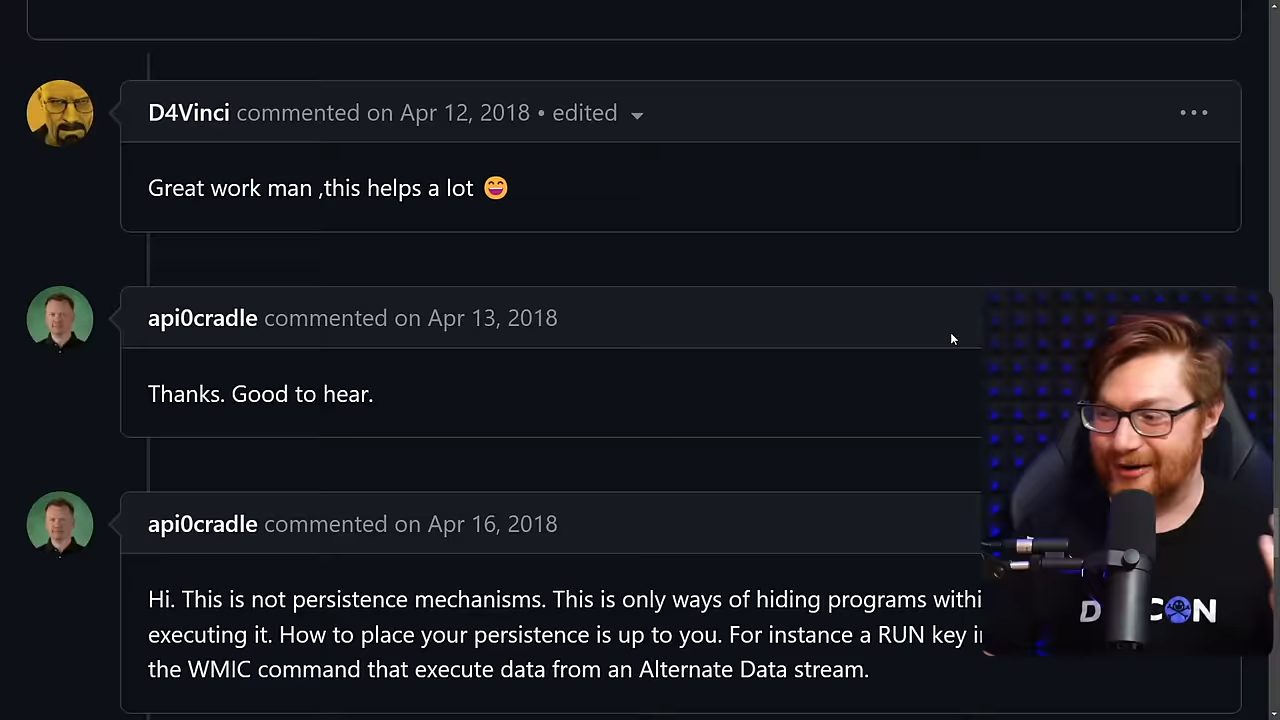 D4Vinci commented on Apr 12, 2018 • edited
Great work man ,this helps a lot 😄
api0cradle commented on Apr 13, 2018
Thanks. Good to hear.
api0cradle commented on Apr 16, 2018
Hi. This is not persistence mechanisms. This is only ways of hiding programs
executing it. How to place your persistence is up to you. For instance a RUN key
the WMIC command that execute data from an Alternate Data stream.